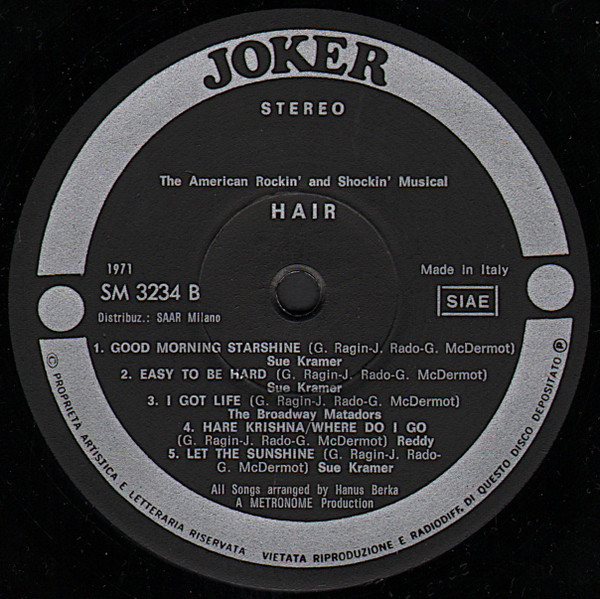 JOKER
STEREO
The American Rockin' and Shockin' Musical
HAIR
1971
SM 3234 B
Distribuz.: SAAR Milano
Made in Italy
SIAE
1. GOOD MORNING STARSHINE (G. Ragin-J. Rado-G. McDermot)
Sue Kramer
2. EASY TO BE HARD (G. Ragin-J. Rado-G. McDermot)
Sue Kramer
3. I GOT LIFE (G. Ragin-J. Rado-G. McDermot)
The Broadway Matadors
4. HARE KRISHNA/WHERE DO I GO
(G. Ragin-J. Rado-G. McDermot) Reddy
5. LET THE SUNSHINE (G. Ragin-J. Rado-
G. McDermot) Sue Kramer
All Songs arranged by Hanus Berka
A METRONOME Production
© PROPRIETA ARTISTICA E LETTERARIA RISERVATA VIETATA RIPRODUZIONE E RADIODIFF. DI QUESTO DISCO DEPOSITATO ℗